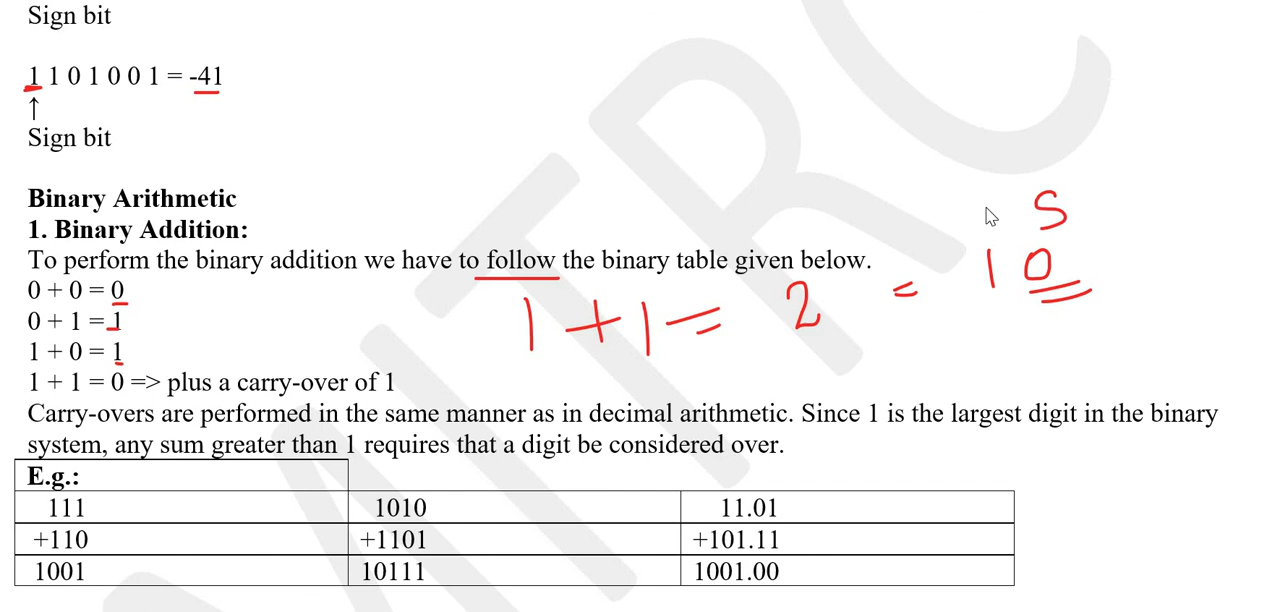 Sign bit
1 1 0 1 0 0 1 = -41
↑
Sign bit
Binary Arithmetic
1. Binary Addition:
To perform the binary addition we have to follow the binary table given below.
0 + 0 = 0
0 + 1 = 1
1 + 0 = 1
1 + 1 = 0 => plus a carry-over of 1
S
1 + 1 = 2 = 1 0
Carry-overs are performed in the same manner as in decimal arithmetic. Since 1 is the largest digit in the binary
system, any sum greater than 1 requires that a digit be considered over.
E.g.:
111 1010 11.01
+110 +1101 +101.11
1001 10111 1001.00
MITRC